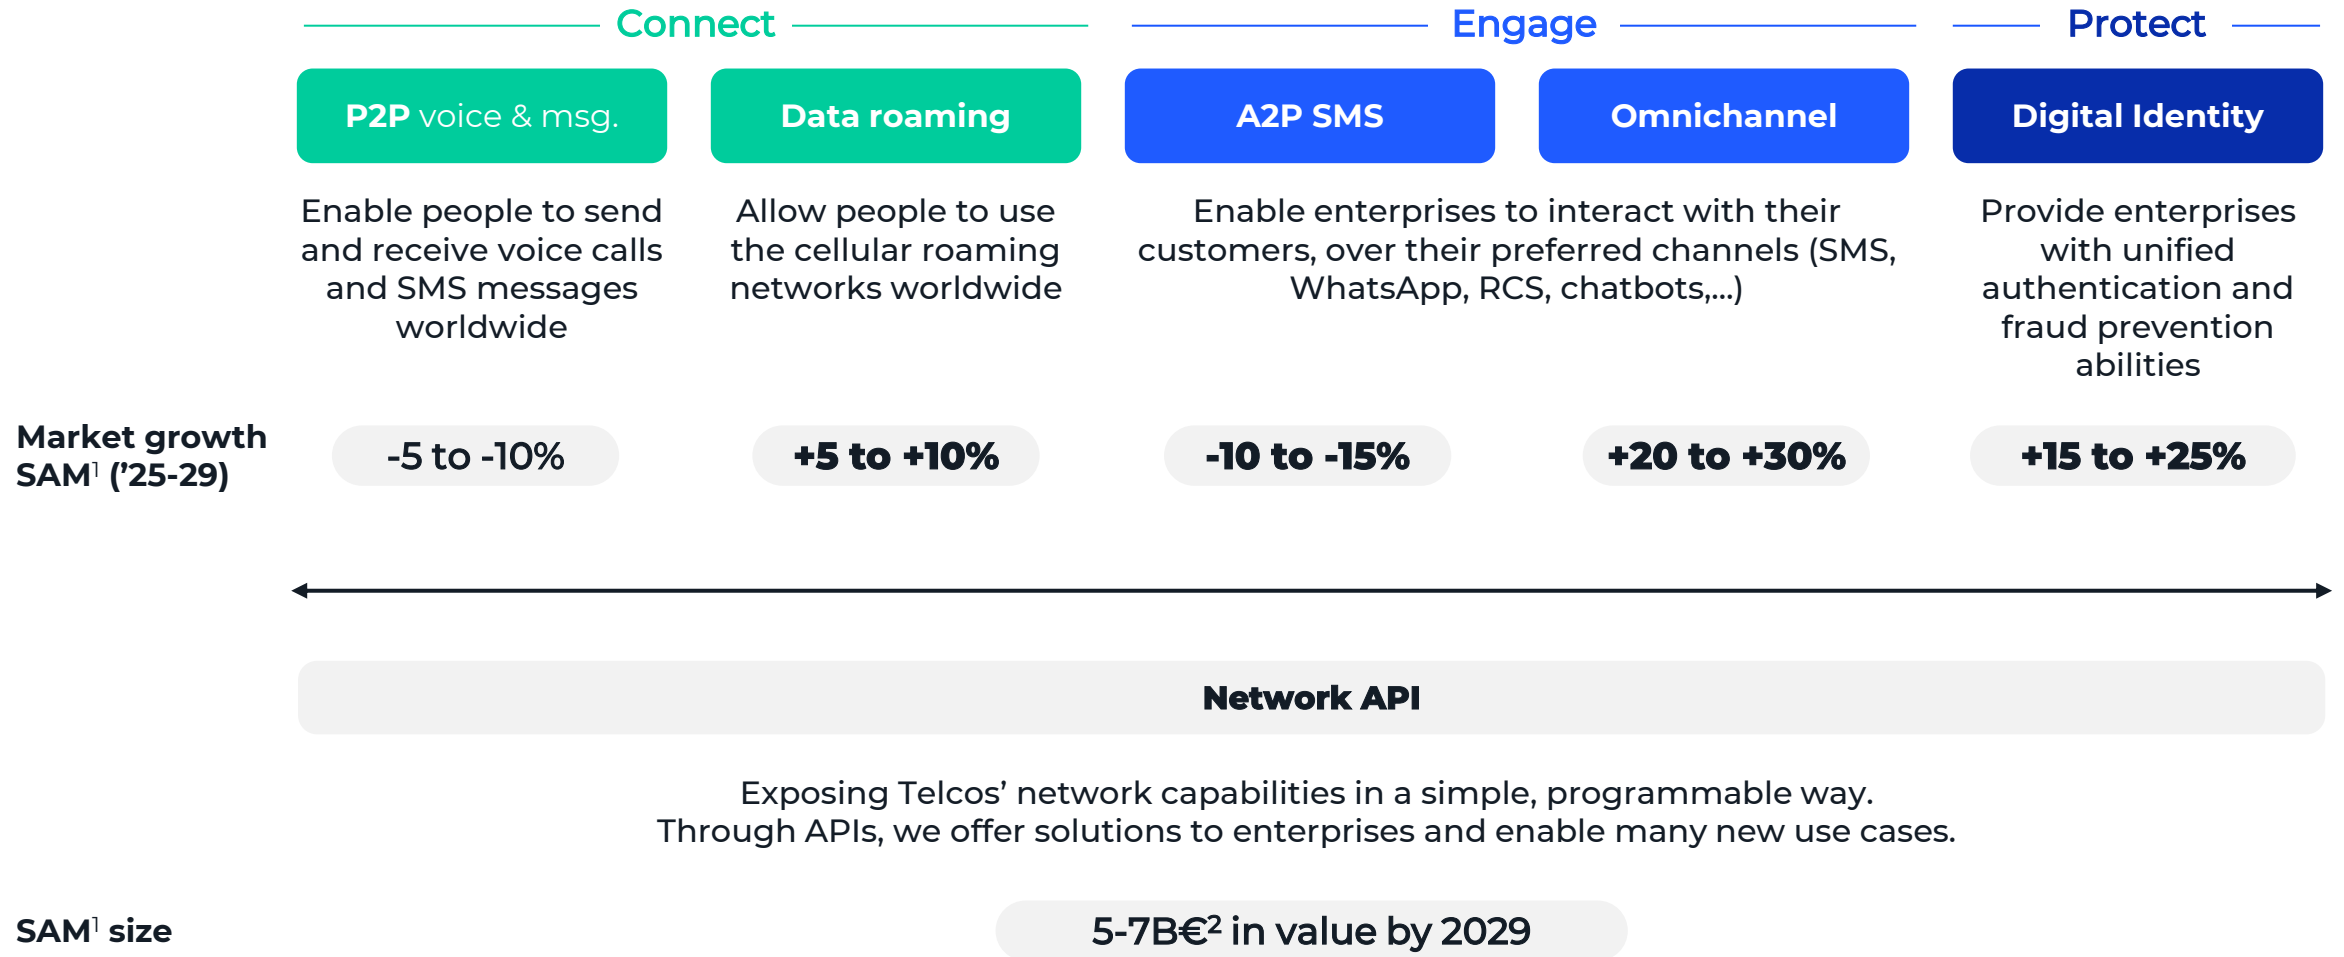 Connect
Engage
Protect
P2P voice & msg.
Data roaming
A2P SMS
Omnichannel
Digital Identity
Enable people to send
and receive voice calls
and SMS messages
worldwide
Allow people to use
the cellular roaming
networks worldwide
Enable enterprises to interact with their
customers, over their preferred channels (SMS,
WhatsApp, RCS, chatbots,...)
Provide enterprises
with unified
authentication and
fraud prevention
abilities
Market growth
SAM¹ (’25-29)
-5 to -10%
+5 to +10%
-10 to -15%
+20 to +30%
+15 to +25%
Network API
Exposing Telcos’ network capabilities in a simple, programmable way.
Through APIs, we offer solutions to enterprises and enable many new use cases.
SAM¹ size
5-7B€² in value by 2029